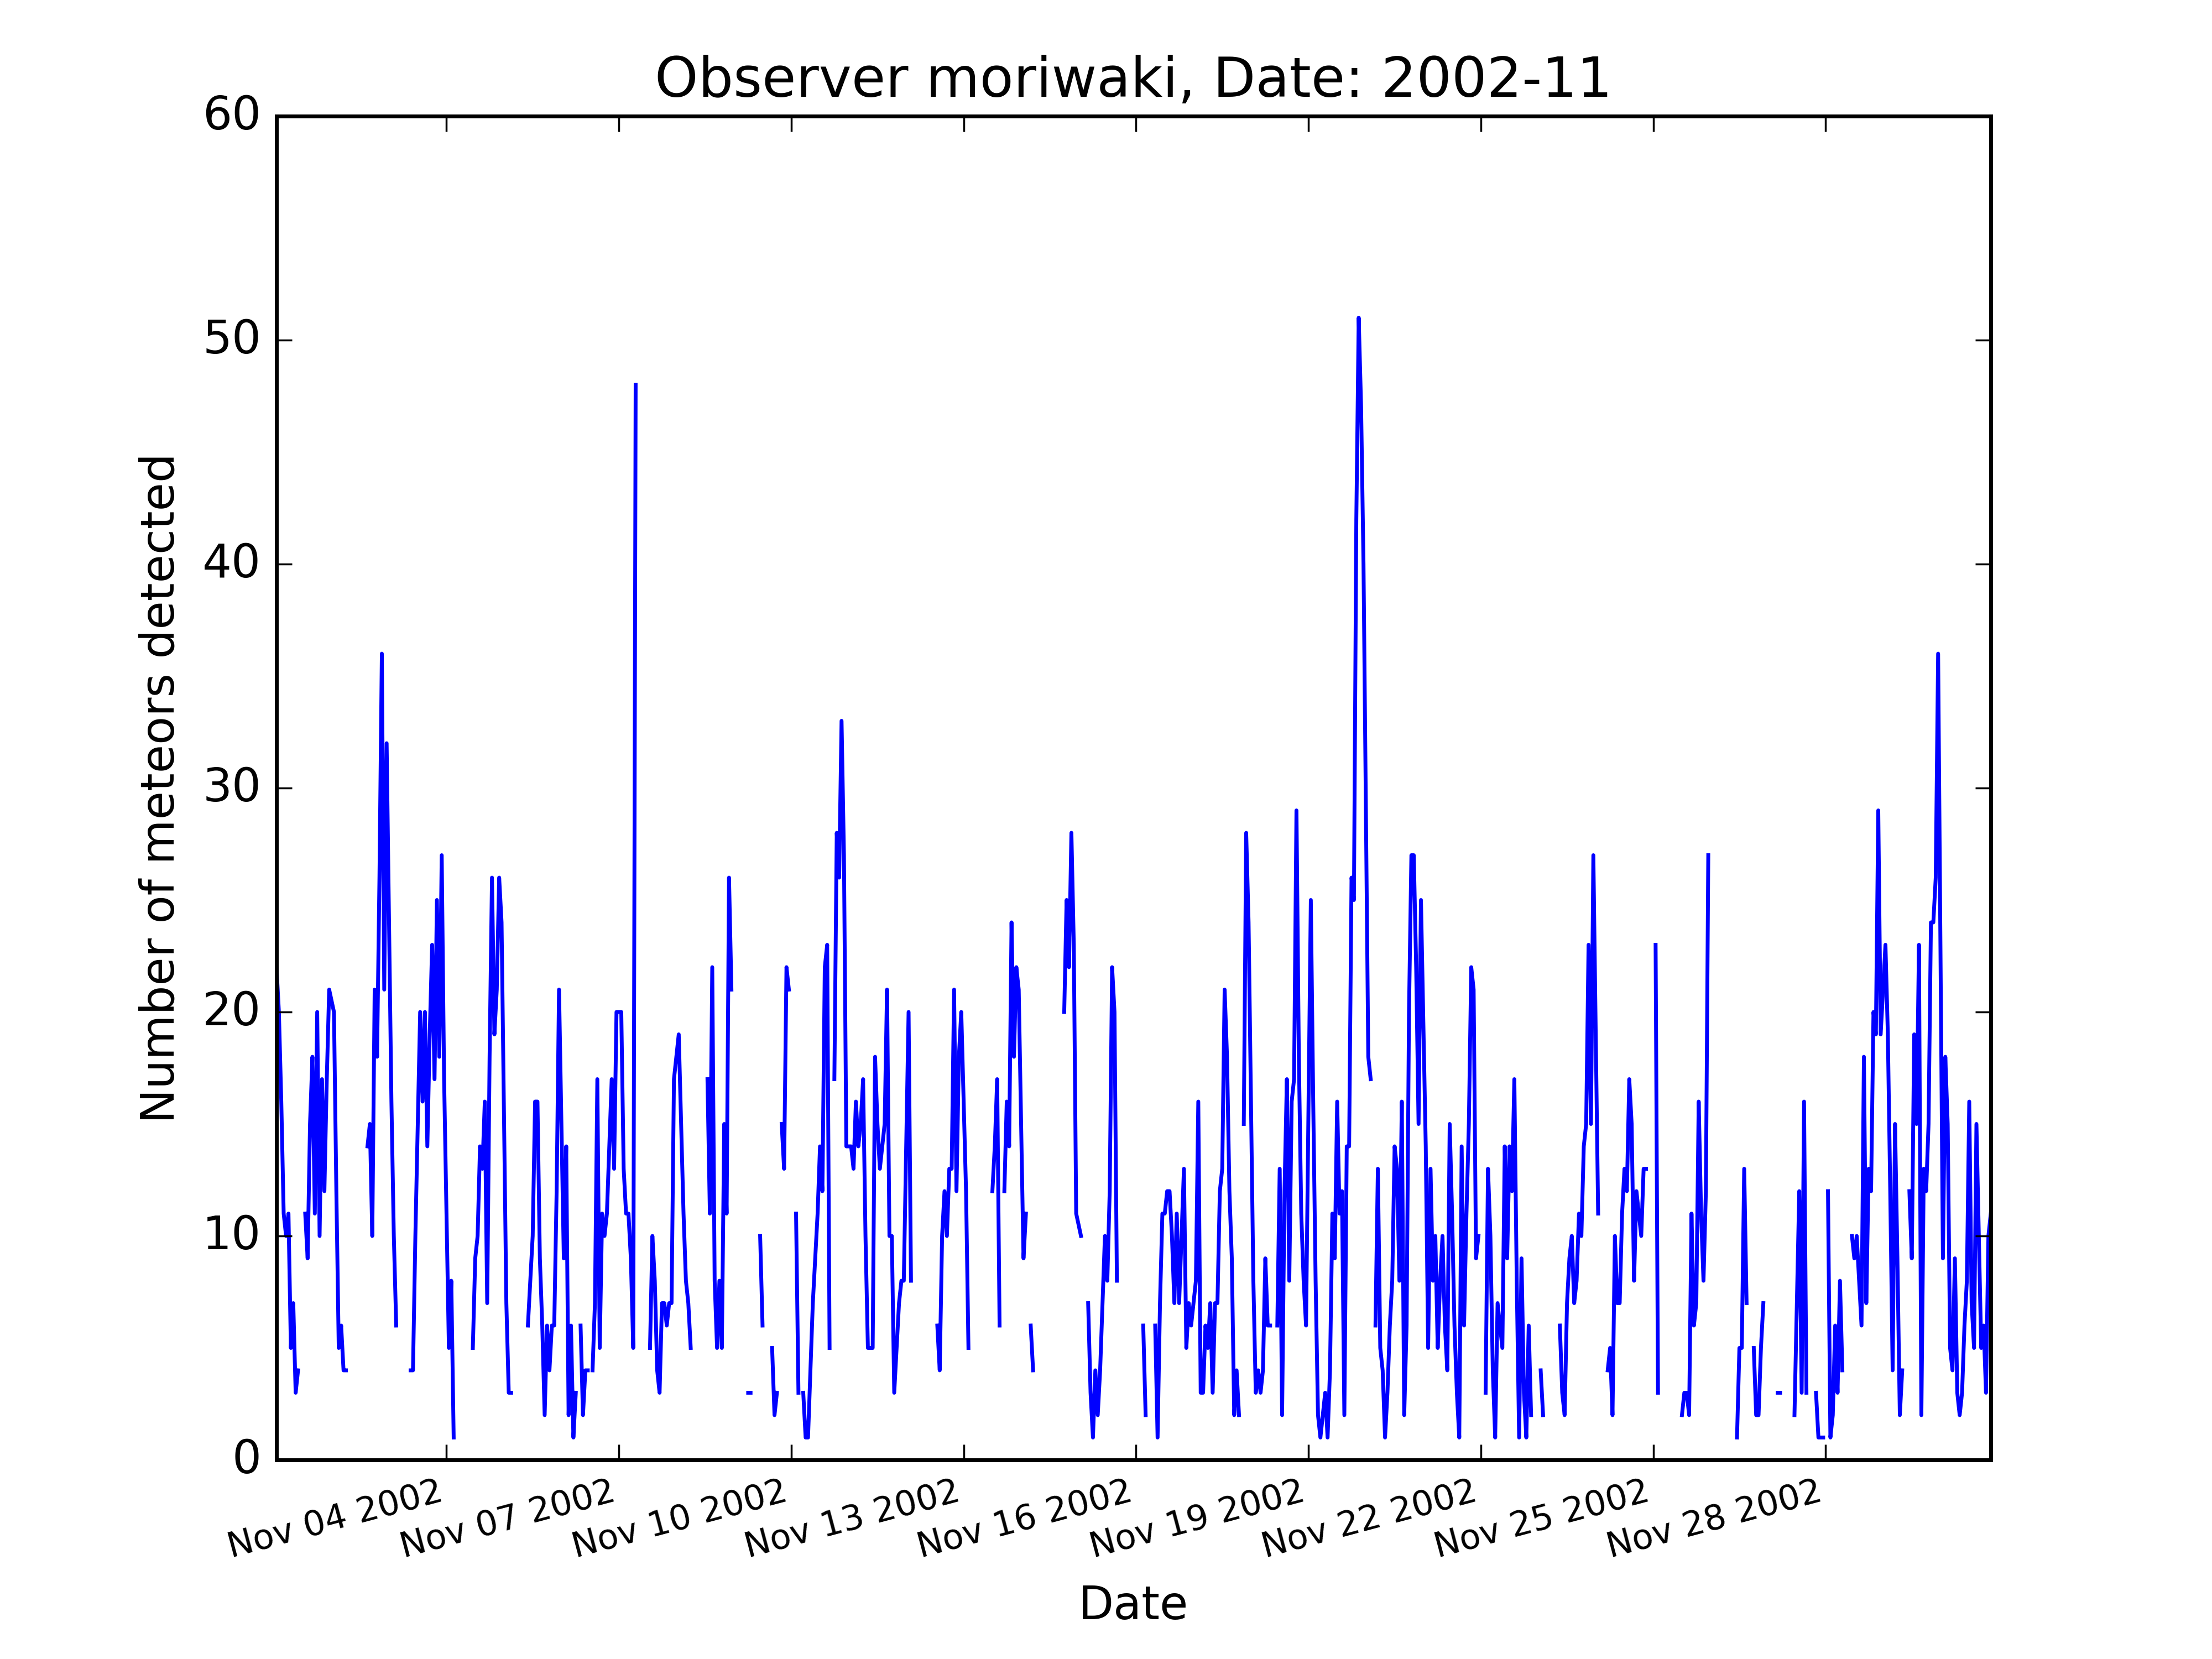 Observer moriwaki, Date: 2002-11
60
50
40
30
20
10
0
Number of meteors detected
Nov 04 2002
Nov 07 2002
Nov 10 2002
Nov 13 2002
Nov 16 2002
Nov 19 2002
Nov 22 2002
Nov 25 2002
Nov 28 2002
Date